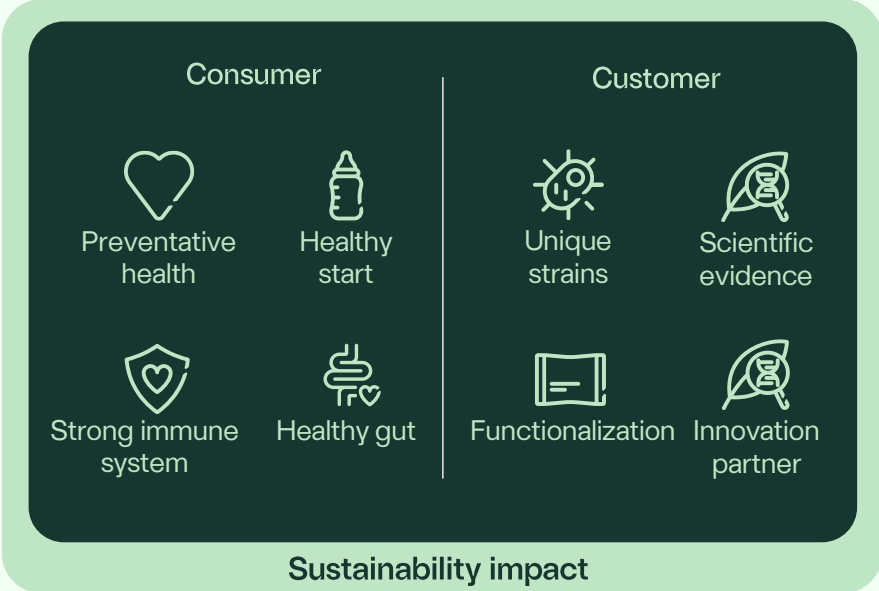 Consumer
Customer
Preventative
health
Healthy
start
Unique
strains
Scientific
evidence
Strong immune
system
Healthy gut
Functionalization
Innovation
partner
Sustainability impact